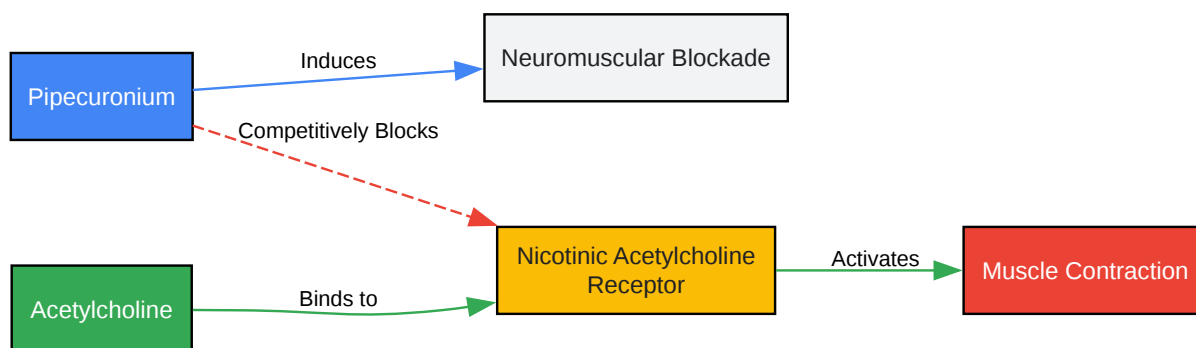 Pipecuronium
Induces
Neuromuscular Blockade
Competitively Blocks
Acetylcholine
Binds to
Nicotinic Acetylcholine
Receptor
Activates
Muscle Contraction